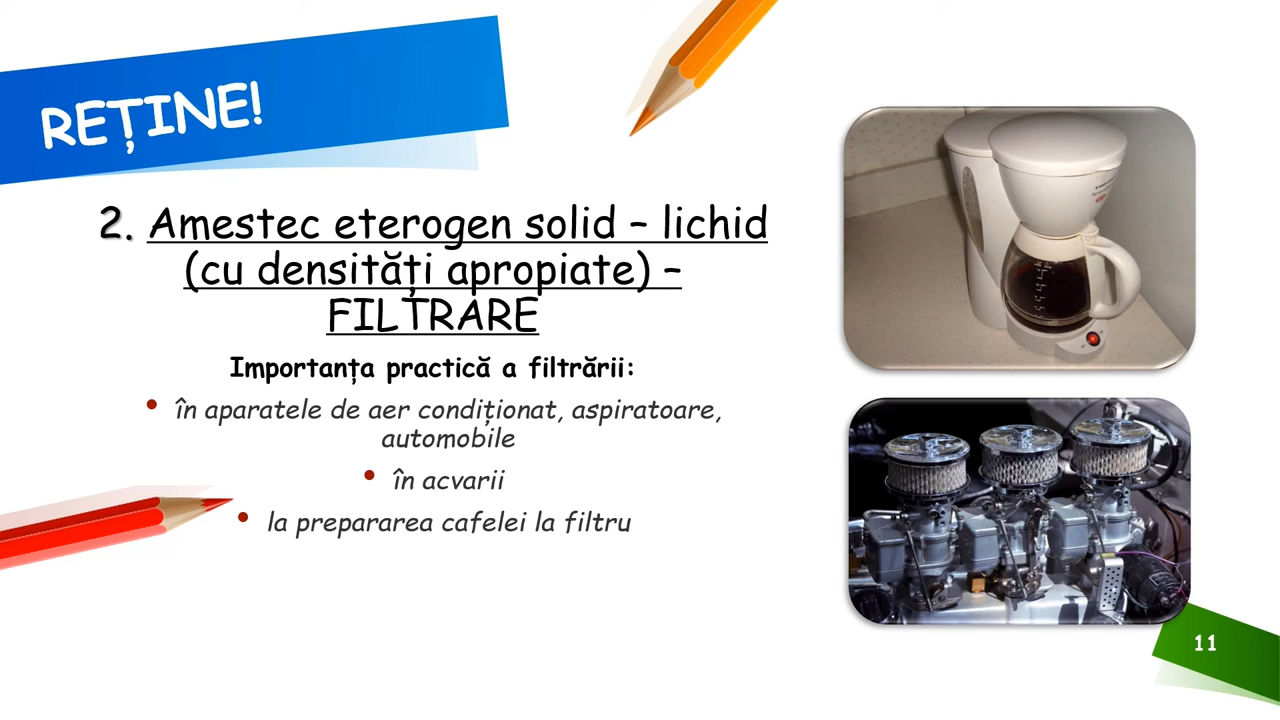 REȚINE!
2. Amestec eterogen solid – lichid
(cu densități apropiate) –
FILTRARE
Importanța practică a filtrării:
• în aparatele de aer condiționat, aspiratoare,
automobile
• în acvarii
• la prepararea cafelei la filtru
11